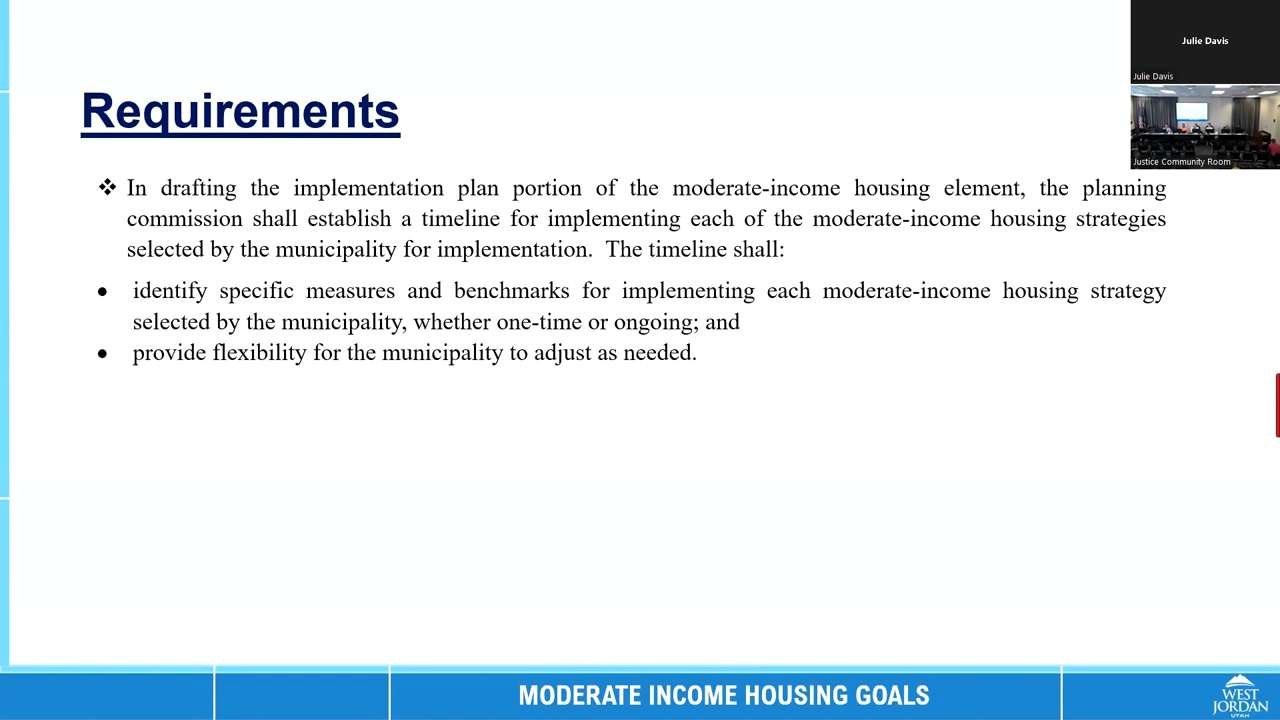 Julie Davis
Julie Davis
Justice Community Room
Requirements
❖ In drafting the implementation plan portion of the moderate-income housing element, the planning
commission shall establish a timeline for implementing each of the moderate-income housing strategies
selected by the municipality for implementation.  The timeline shall:
• identify specific measures and benchmarks for implementing each moderate-income housing strategy
selected by the municipality, whether one-time or ongoing; and
• provide flexibility for the municipality to adjust as needed.
MODERATE INCOME HOUSING GOALS
WEST
JORDAN
UTAH